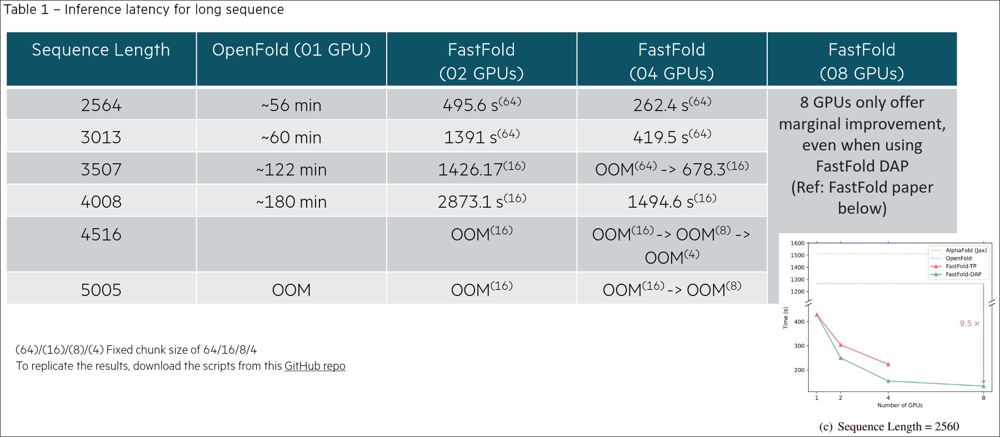 Table 1 – Inference latency for long sequence
Sequence Length OpenFold (01 GPU) FastFold (02 GPUs) FastFold (04 GPUs) FastFold (08 GPUs)
2564 ~56 min 495.6 s(64) 262.4 s(64)
3013 ~60 min 1391 s(64) 419.5 s(64)
3507 ~122 min 1426.17(16) OOM(64) -> 678.3(16)
4008 ~180 min 2873.1 s(16) 1494.6 s(16)
4516 OOM(16) OOM(16) -> OOM(8) -> OOM(4)
5005 OOM OOM(16) OOM(16) -> OOM(8)
8 GPUs only offer
marginal improvement,
even when using
FastFold DAP
(Ref: FastFold paper
below)
1600
1500
1400
1300
1200
400
300
200
Time (s)
AlphaFold (Jax)
OpenFold
FastFold-TP
FastFold-DAP
9.5 ×
1 2 4 8
Number of GPUs
(c) Sequence Length = 2560
(64)/(16)/(8)/(4) Fixed chunk size of 64/16/8/4
To replicate the results, download the scripts from this GitHub repo